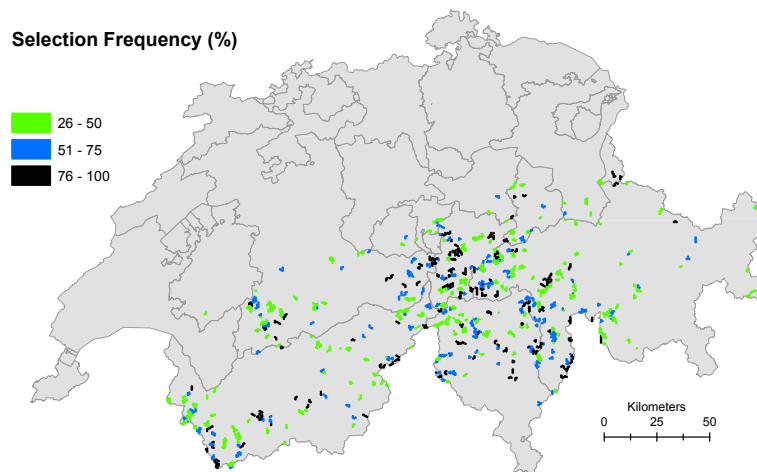 Selection Frequency (%)
26 - 50
51 - 75
76 - 100
Kilometers
0 25 50